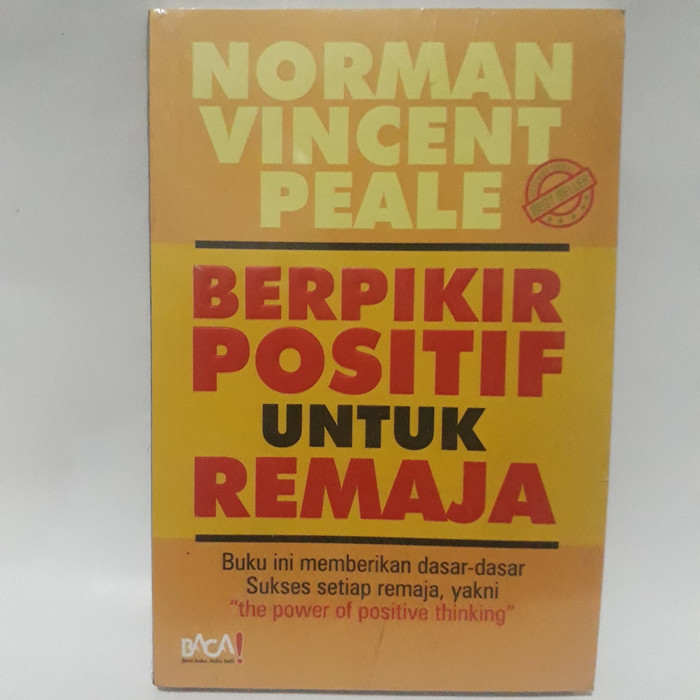 NORMAN
VINCENT
PEALE
BEST SELLER
BERPIKIR
POSITIF
UNTUK
REMAJA
Buku ini memberikan dasar-dasar
Sukses setiap remaja, yakni
"the power of positive thinking"
BACA!